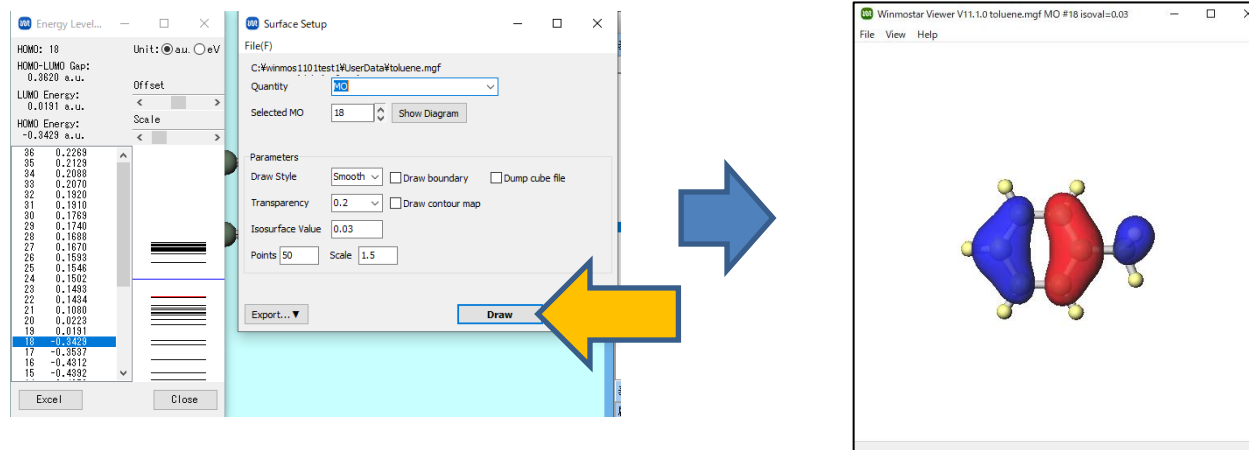 Energy Level...
HOMO: 18
Unit: au. eV
HOMO-LUMO Gap:
0.3620 a.u.
LUMO Energy:
0.0191 a.u.
HOMO Energy:
-0.3429 a.u.
Offset
Scale
36 0.2269
35 0.2129
34 0.2088
33 0.2070
32 0.1920
31 0.1910
30 0.1769
29 0.1740
28 0.1688
27 0.1670
26 0.1593
25 0.1546
24 0.1502
23 0.1493
22 0.1434
21 0.1080
20 0.0223
19 0.0191
18 -0.3429
17 -0.3537
16 -0.4312
15 -0.4392
Excel
Close
Surface Setup
File(F)
C:¥winmos1101test1¥UserData¥toluene.mgf
Quantity MO
Selected MO 18 Show Diagram
Parameters
Draw Style Smooth Draw boundary Dump cube file
Transparency 0.2 Draw contour map
Isosurface Value 0.03
Points 50 Scale 1.5
Export...▼ Draw
Winmostar Viewer V11.1.0 toluene.mgf MO #18 isoval=0.03
File View Help